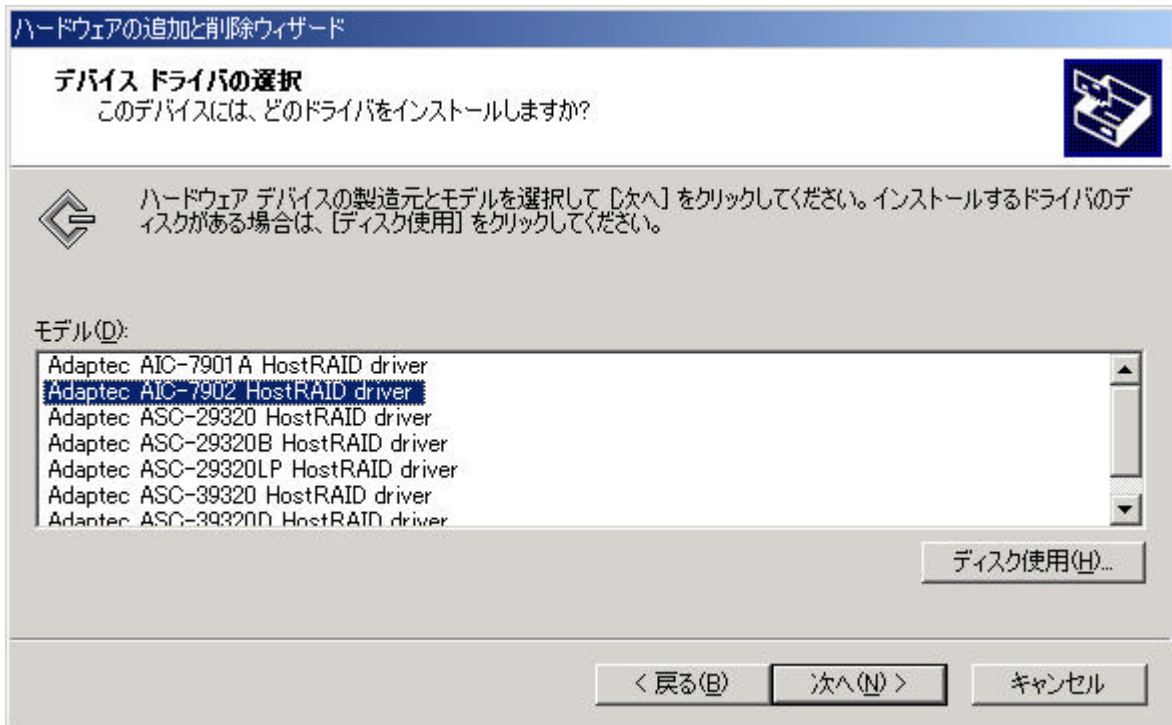 ハードウェアの追加と削除ウィザード
デバイス ドライバの選択
このデバイスには、どのドライバをインストールしますか?
ハードウェア デバイスの製造元とモデルを選択して [次へ] をクリックしてください。インストールするドライバのデ
ィスクがある場合は、[ディスク使用] をクリックしてください。
モデル(D):
Adaptec AIC-7901A HostRAID driver
Adaptec AIC-7902 HostRAID driver
Adaptec ASC-29320 HostRAID driver
Adaptec ASC-29320B HostRAID driver
Adaptec ASC-29320LP HostRAID driver
Adaptec ASC-39320 HostRAID driver
Adaptec ASC-39320D HostRAID driver
ディスク使用(H)...
< 戻る(B)
次へ(N) >
キャンセル